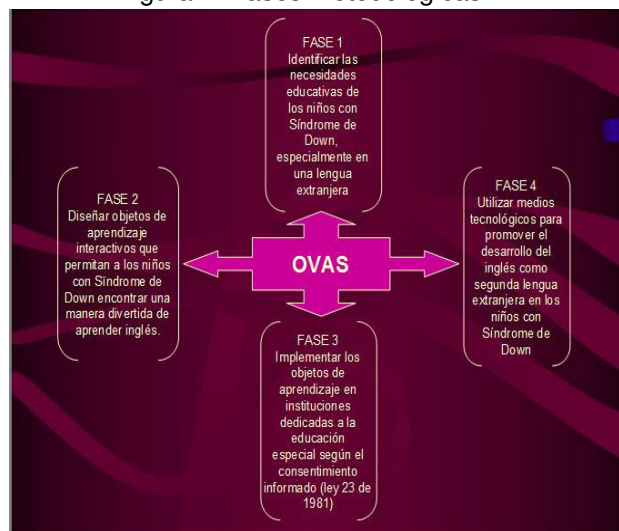 FASE 1
Identificar las
necesidades
educativas de
los niños con
Síndrome de
Down,
especialmente en
una lengua
extranjera
FASE 2
Diseñar objetos de
aprendizaje
interactivos que
permitan a los niños
con Síndrome de
Down encontrar una
manera divertida de
aprender inglés.
OVAS
FASE 4
Utilizar medios
tecnológicos para
promover el
desarrollo del
inglés como
segunda lengua
extranjera en los
niños con
Síndrome de
Down
FASE 3
Implementar los
objetos de
aprendizaje en
instituciones
dedicadas a la
educación
especial según el
consentimiento
informado (ley 23 de
1981)